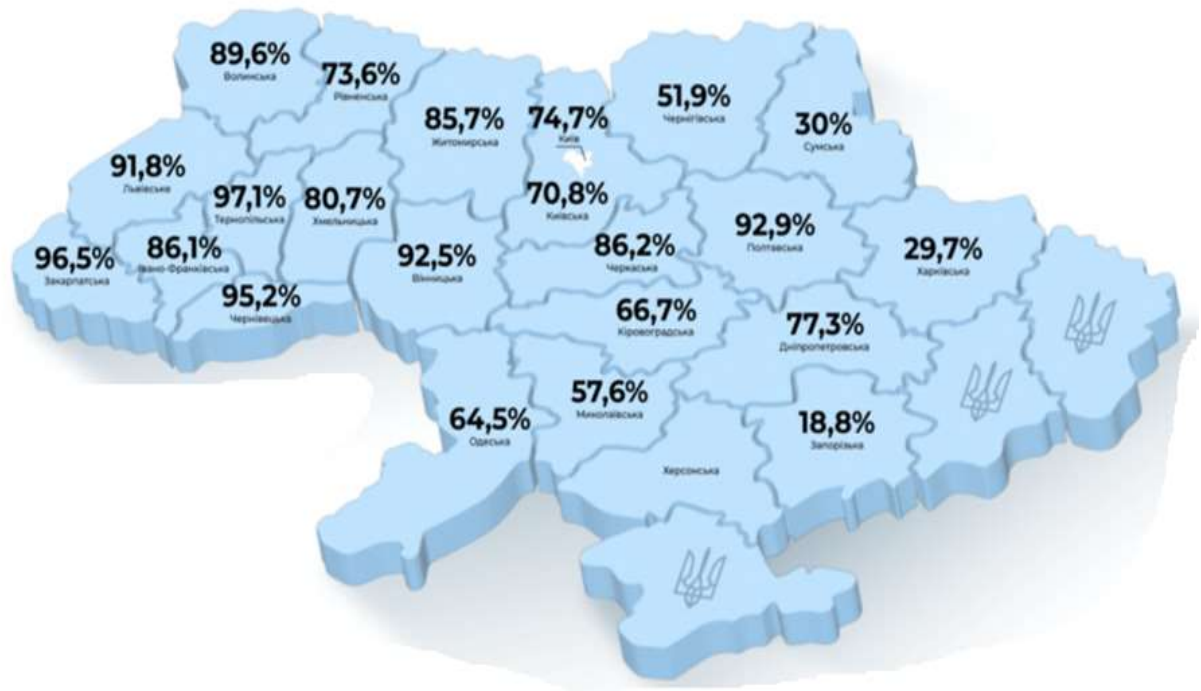 89,6%
Волинська
73,6%
Рівненська
85,7%
Житомирська
74,7%
Київ
51,9%
Чернігівська
30%
Сумська
91,8%
Львівська
97,1%
Тернопільська
80,7%
Хмельницька
70,8%
Київська
92,9%
Полтавська
96,5%
Закарпатська
86,1%
Івано-Франківська
92,5%
Вінницька
86,2%
Черкаська
29,7%
Харківська
95,2%
Чернівецька
66,7%
Кіровоградська
77,3%
Дніпропетровська
64,5%
Одеська
57,6%
Миколаївська
18,8%
Запорізька
Херсонська